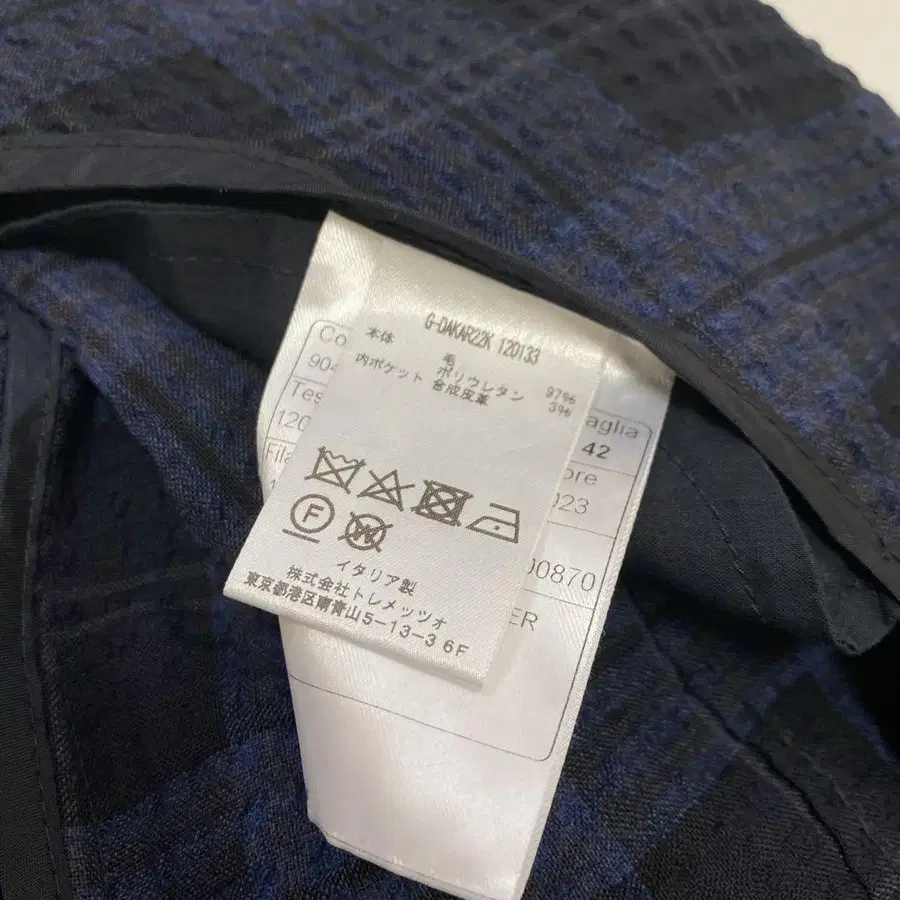 G-DAKAR22K 120133
本体 毛 97%
ポリウレタン 3%
内ポケット 合成皮革
F
W
イタリア製
株式会社トレメッツォ
東京都港区南青山5-13-3 6F
Co
904
Tes
120
Fila
aglia
42
ore
023
00870
ER